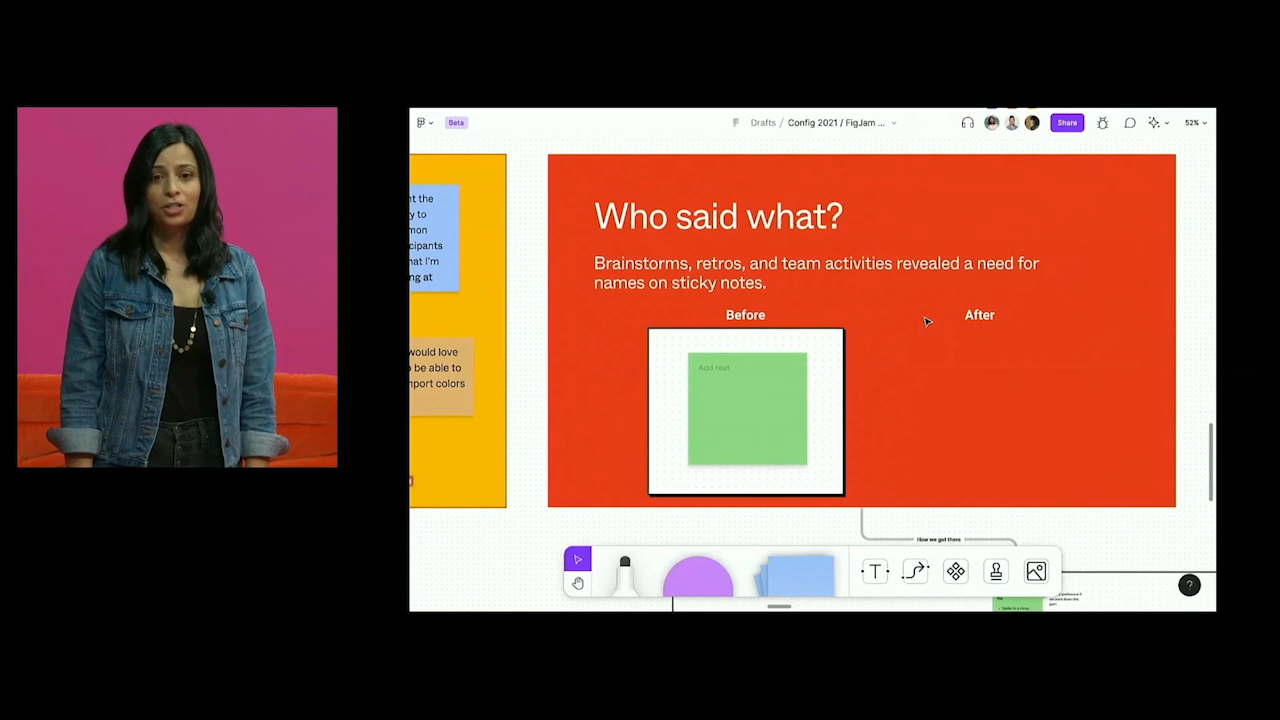 Beta
Drafts / Config 2021 / FigJam ...
Share
52%
nt the
y to
mon
cipants
hat I'm
ng at
would love
o be able to
mport colors
Who said what?
Brainstorms, retros, and team activities revealed a need for
names on sticky notes.
Before
After
Add text
How we got there
T
?